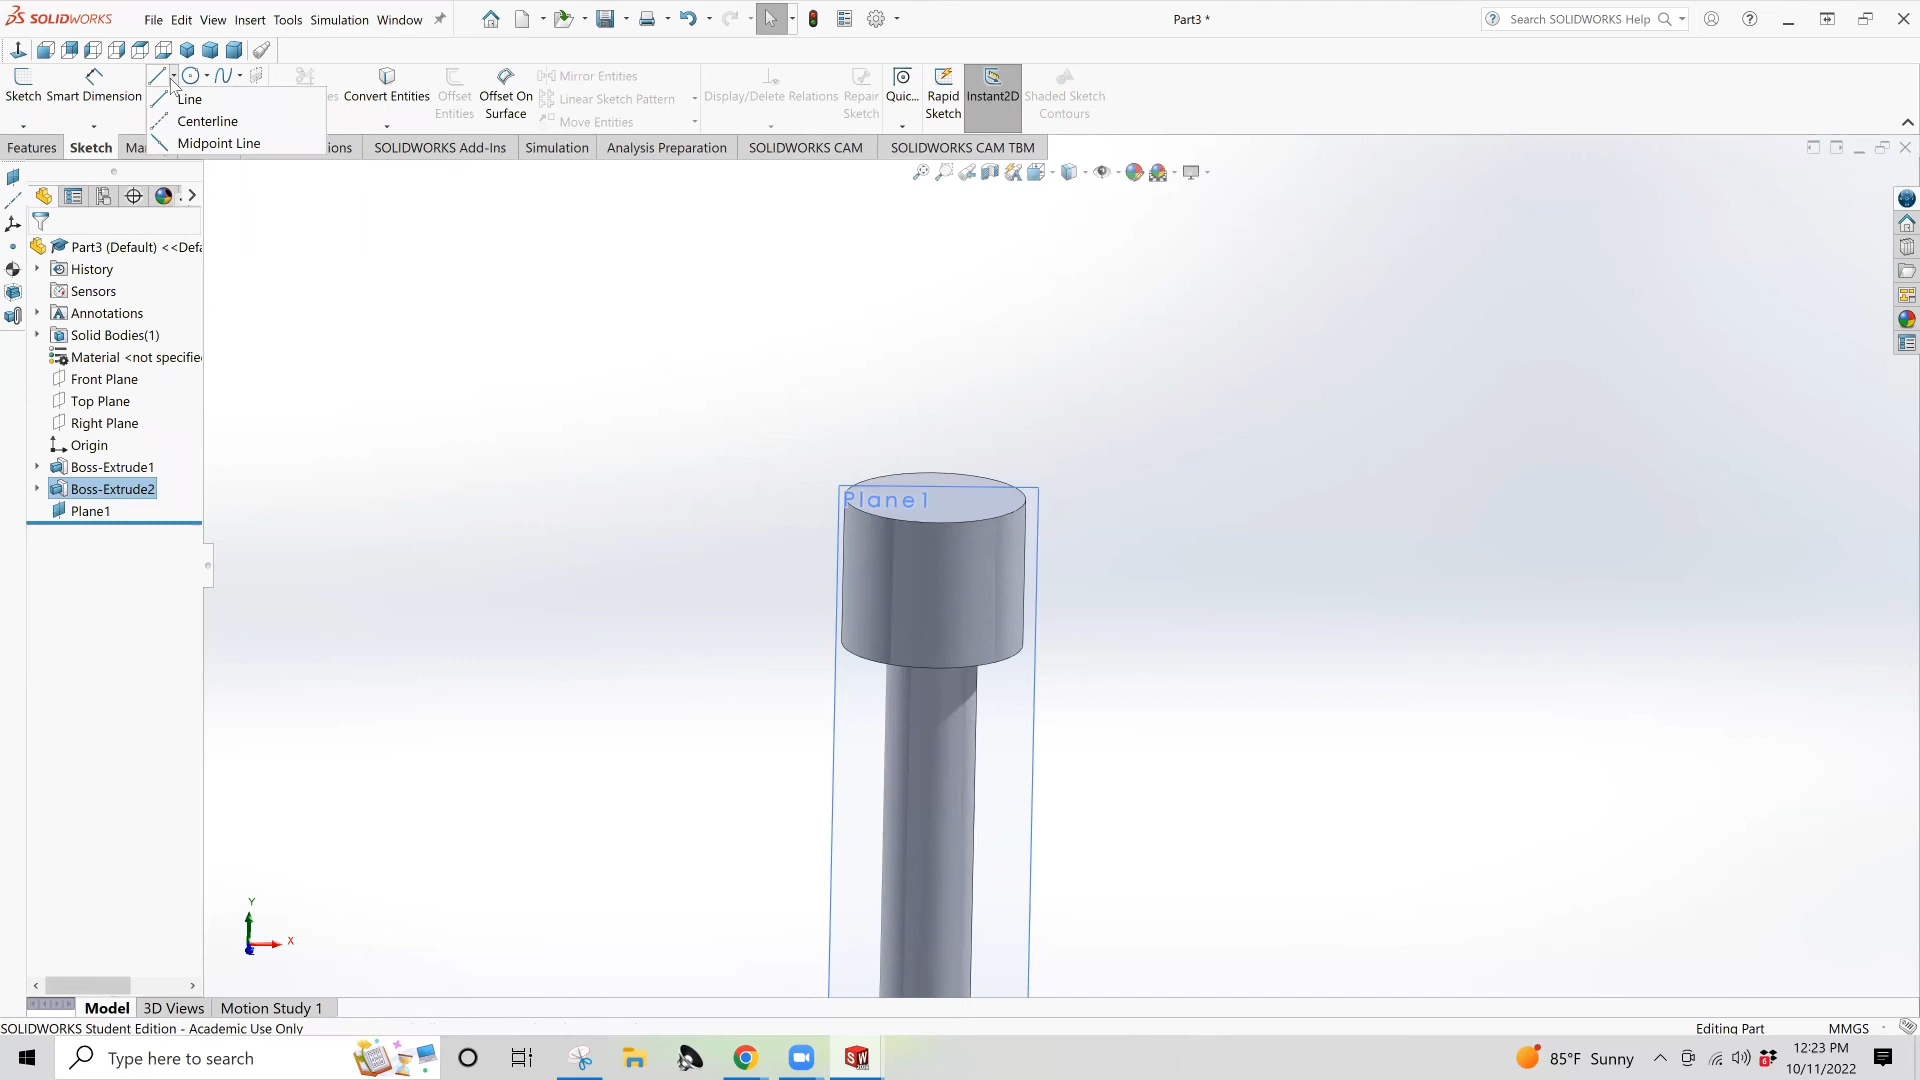 SOLIDWORKS File Edit View Insert Tools Simulation Window
Part3 *
Search SOLIDWORKS Help
Sketch Smart Dimension
Line
Centerline
Midpoint Line
es
Convert Entities
Offset Entities
Offset On Surface
Mirror Entities
Linear Sketch Pattern
Move Entities
Display/Delete Relations
Repair Sketch
Quic...
Rapid Sketch
Instant2D
Shaded Sketch Contours
Features Sketch Ma ions SOLIDWORKS Add-Ins Simulation Analysis Preparation SOLIDWORKS CAM SOLIDWORKS CAM TBM
Part3 (Default) <<Defa
History
Sensors
Annotations
Solid Bodies(1)
Material <not specifie
Front Plane
Top Plane
Right Plane
Origin
Boss-Extrude1
Boss-Extrude2
Plane1
Plane1
Y
X
Model 3D Views Motion Study 1
SOLIDWORKS Student Edition - Academic Use Only
Editing Part MMGS
Type here to search
SW
85°F Sunny
6
12:23 PM
10/11/2022